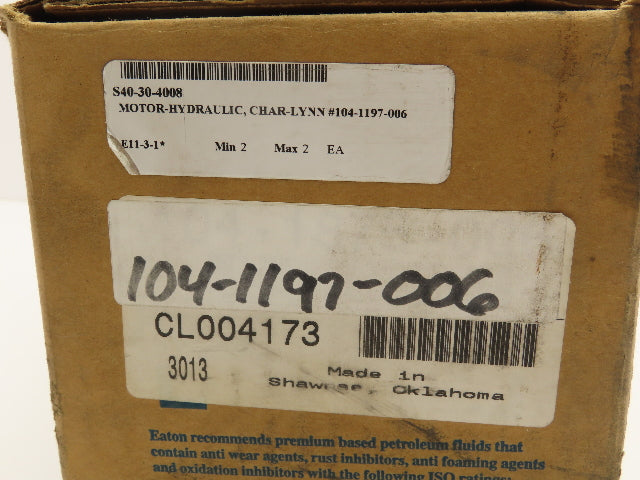 S40-30-4008
MOTOR-HYDRAULIC, CHAR-LYNN #104-1197-006
E11-3-1* Min 2 Max 2 EA
104-1197-006
CL004173
3013
Made in
Shawnee, Oklahoma
Eaton recommends premium based petroleum fluids that
contain anti wear agents, rust inhibitors, anti foaming agents
and oxidation inhibitors with the following ISO ratings: